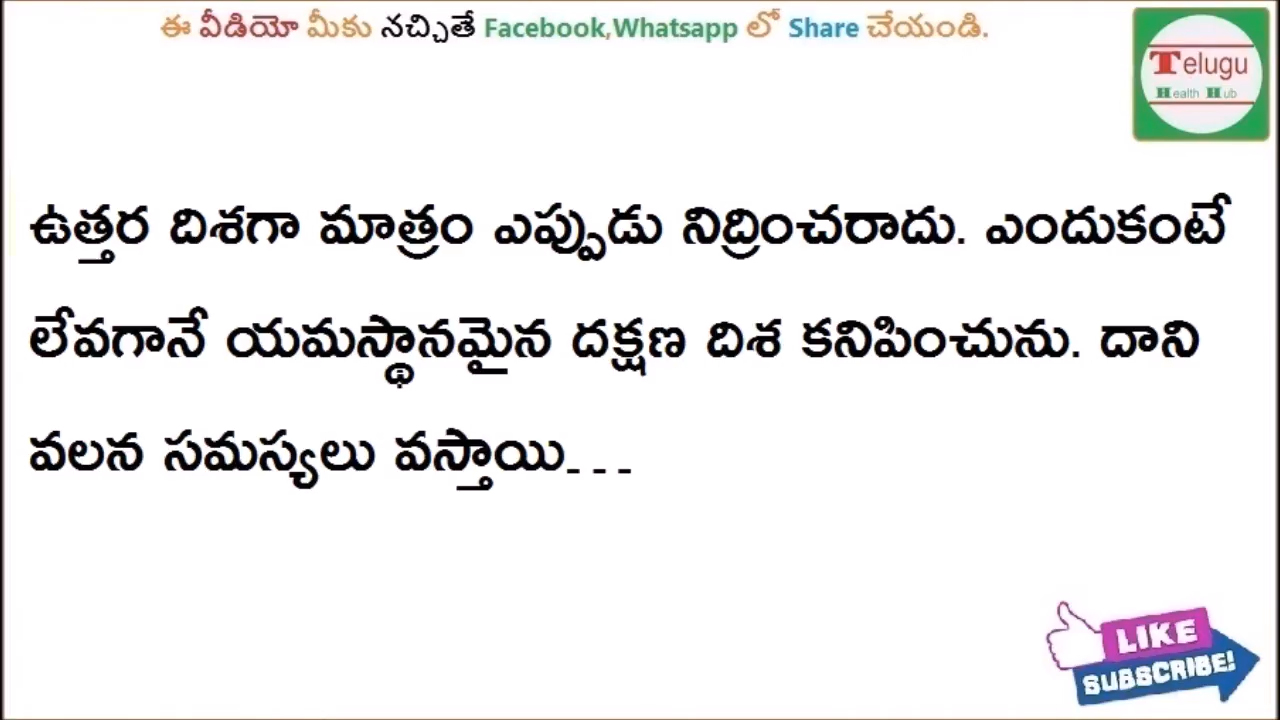 ఈ వీడియో మీకు నచ్చితే Facebook,Whatsapp లో Share చేయండి.
Telugu
Health Hub
ఉత్తర దిశగా మాత్రం ఎప్పుడు నిద్రించరాదు. ఎందుకంటే
లేవగానే యమస్థానమైన దక్షణ దిశ కనిపించును. దాని
వలన సమస్యలు వస్తాయి---
LIKE
SUBSCRIBE!